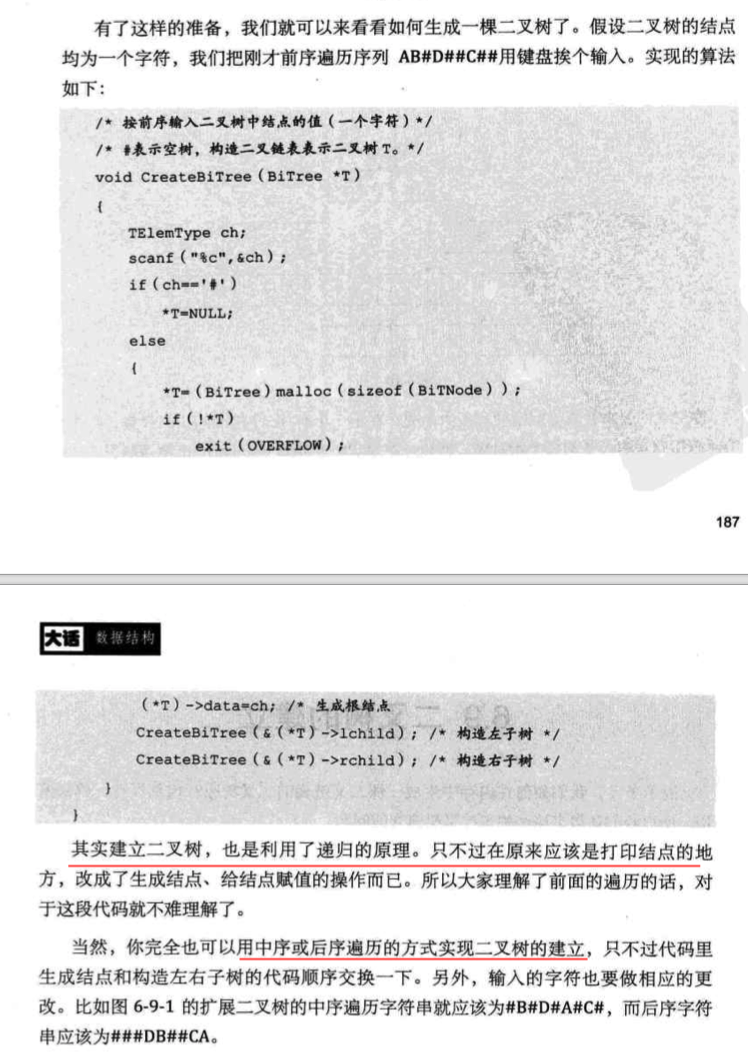 有了这样的准备，我们就可以来看看如何生成一棵二叉树了。假设二叉树的结点
均为一个字符，我们把刚才前序遍历序列 AB#D##C##用键盘挨个输入。实现的算法
如下：
/* 按前序输入二叉树中结点的值（一个字符）*/
/* #表示空树，构造二叉链表表示二叉树 T。*/
void CreateBiTree（BiTree *T）
{
TElemType ch;
scanf（"%c",&ch）;
if（ch=='#'）
*T=NULL;
else
{
*T=（BiTree）malloc（sizeof（BiTNode））;
if（!*T）
exit（OVERFLOW）;
187
大话 数据结构
（*T）->data=ch; /* 生成根结点
CreateBiTree（&（*T）->lchild）; /* 构造左子树 */
CreateBiTree（&（*T）->rchild）; /* 构造右子树 */
}
}
其实建立二叉树，也是利用了递归的原理。只不过在原来应该是打印结点的地
方，改成了生成结点、给结点赋值的操作而已。所以大家理解了前面的遍历的话，对
于这段代码就不难理解了。
当然，你完全也可以用中序或后序遍历的方式实现二叉树的建立，只不过代码里
生成结点和构造左右子树的代码顺序交换一下。另外，输入的字符也要做相应的更
改。比如图 6-9-1 的扩展二叉树的中序遍历字符串就应该为#B#D#A#C#，而后序字符
串应该为###DB##CA。